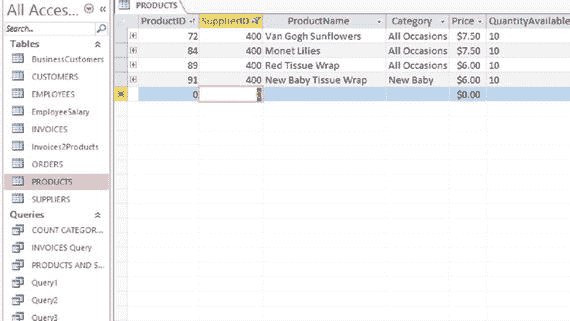 All Acces...
Search...
Tables
BusinessCustomers
CUSTOMERS
EMPLOYEES
EmployeeSalary
INVOICES
Invoices2Products
ORDERS
PRODUCTS
SUPPLIERS
Queries
COUNT CATEGOR...
INVOICES Query
PRODUCTS AND S...
Query1
Query2
Query3
PRODUCTS
ProductID SupplierID ProductName Category Price QuantityAvailable
72 400 Van Gogh Sunflowers All Occasions $7.50 10
84 400 Monet Lilies All Occasions $7.50 10
89 400 Red Tissue Wrap All Occasions $6.00 10
91 400 New Baby Tissue Wrap New Baby $6.00 10
0 $0.00